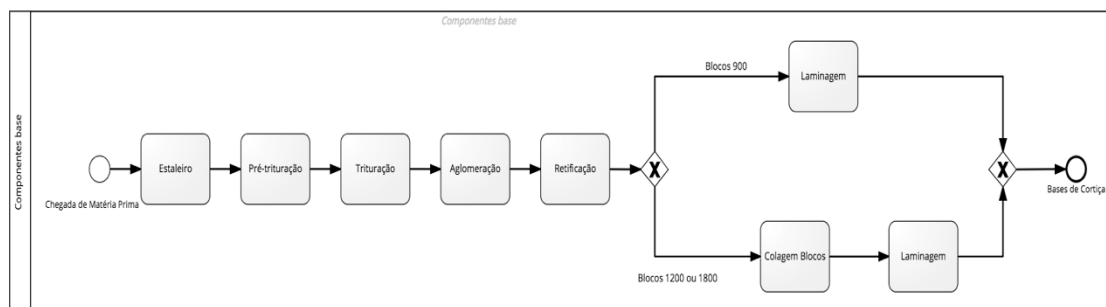 Componentes base
Componentes base
Blocos 900
Laminagem
Estaleiro
Pré-trituração
Trituração
Aglomeração
Retificação
Chegada de Matéria Prima
Bases de Cortiça
Colagem Blocos
Laminagem
Blocos 1200 ou 1800